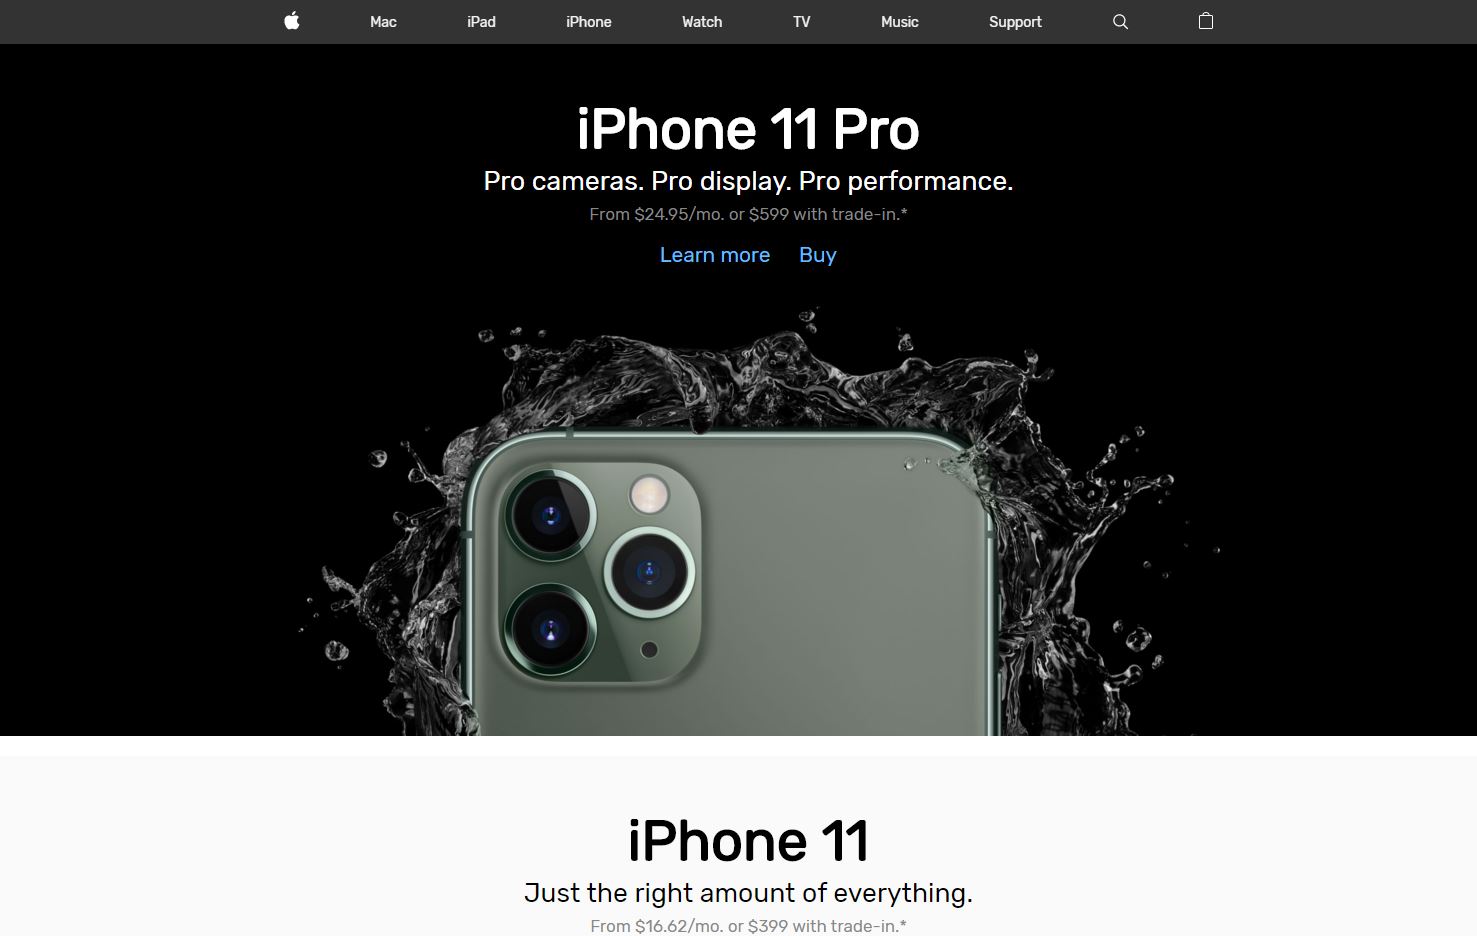 Mac iPad iPhone Watch TV Music Support
iPhone 11 Pro
Pro cameras. Pro display. Pro performance.
From $24.95/mo. or $599 with trade-in.*
Learn more Buy
iPhone 11
Just the right amount of everything.
From $16.62/mo. or $399 with trade-in.*